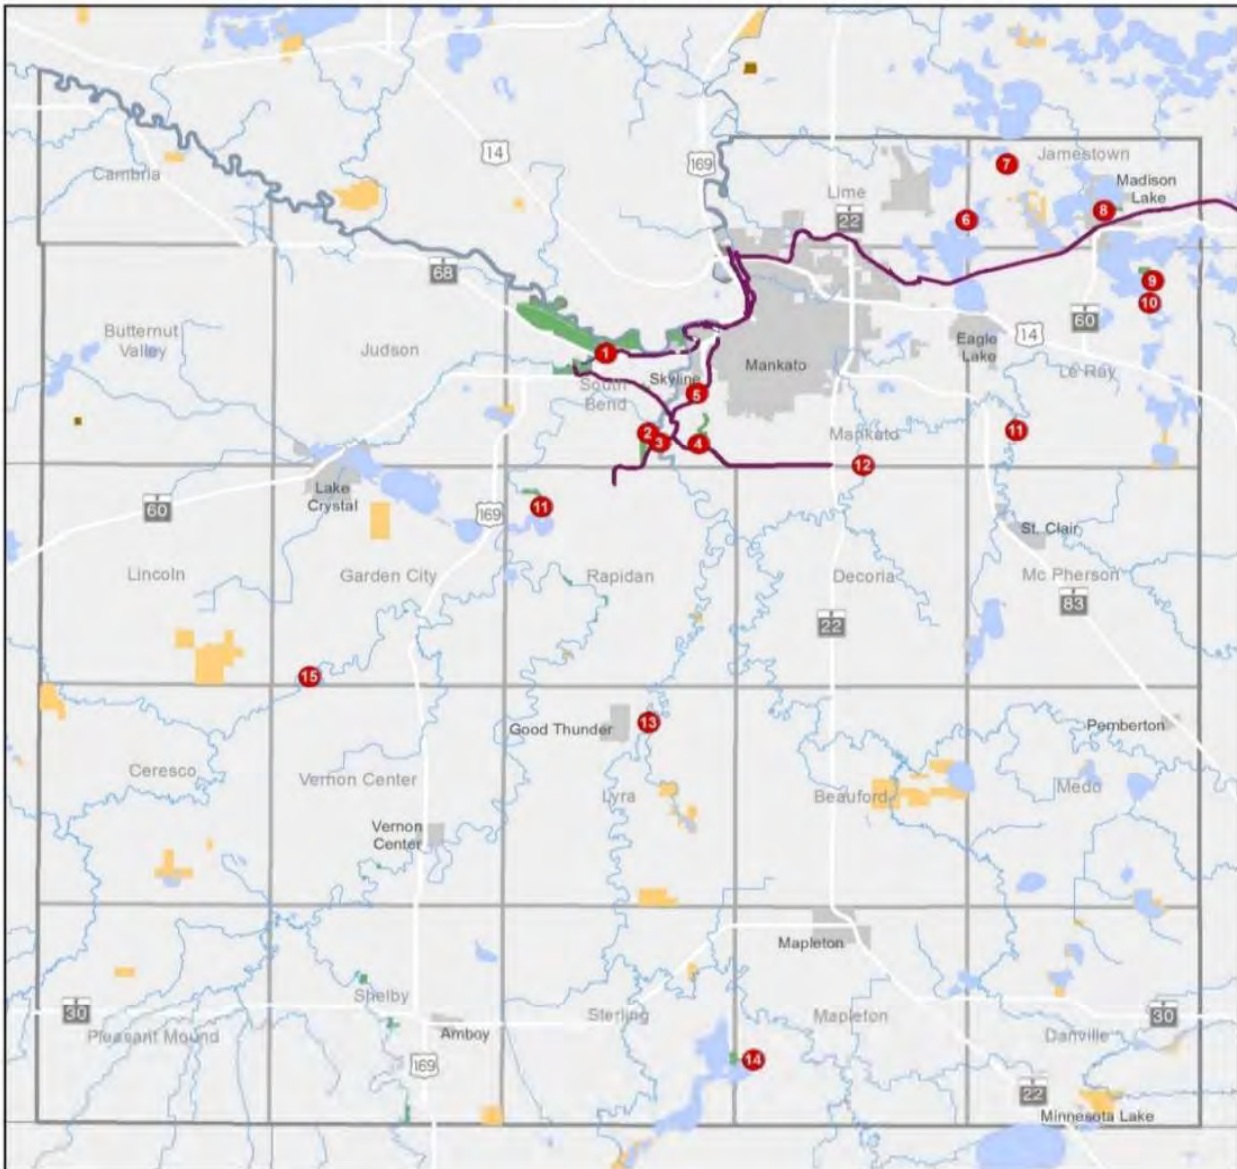 14
169
Jamestown
7
Cambria
Madison
Lake
Lime
22
8
6
68
9
10
60
Butternut
Valley
Judson
1
Eagle
Lake
14
Mankato
Skyline
South
Bend
Le Ray
5
2
3
4
Mankato
11
12
Lake
Crystal
60
169
11
St. Clair
Lincoln
Garden City
Rapidan
Decoria
Mc Pherson
83
22
15
Good Thunder
13
Pemberton
Ceresco
Vernon Center
Lyra
Beauford
Medo
Vernon
Center
Mapleton
Shelby
30
Pleasant Mound
Amboy
Sterling
Mapleton
30
Danville
169
14
22
Minnesota Lake